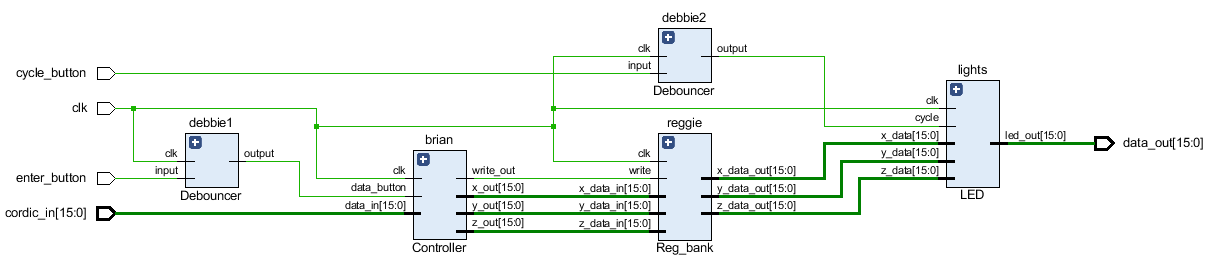 debbie2
clk
output
input
Debouncer
cycle_button
clk
lights
clk
cycle
x_data[15:0]
y_data[15:0]
z_data[15:0]
led_out[15:0]
LED
data_out[15:0]
debbie1
clk
output
input
Debouncer
enter_button
cordic_in[15:0]
brian
clk
data_button
data_in[15:0]
write_out
x_out[15:0]
y_out[15:0]
z_out[15:0]
Controller
reggie
clk
write
x_data_in[15:0]
y_data_in[15:0]
z_data_in[15:0]
x_data_out[15:0]
y_data_out[15:0]
z_data_out[15:0]
Reg_bank